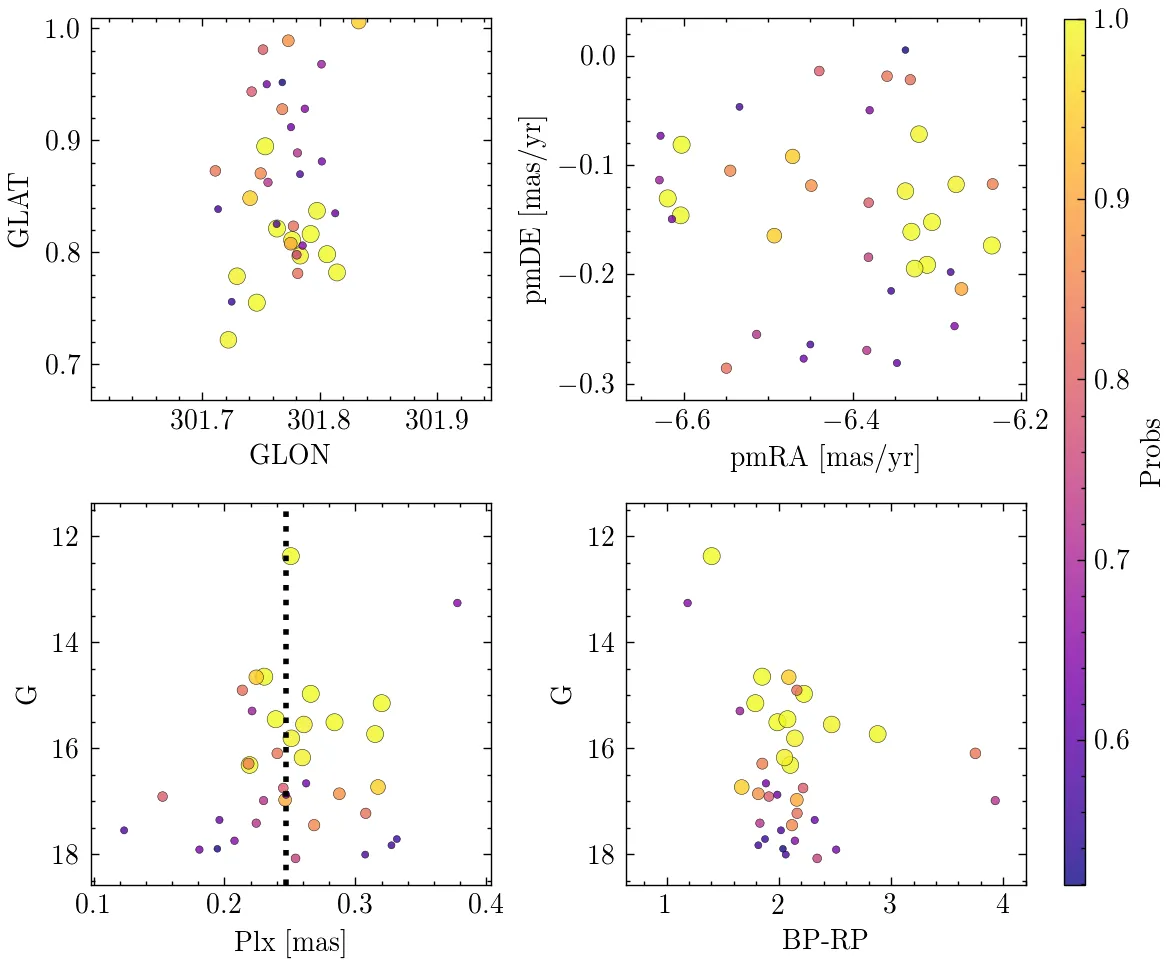 1.0
0.9
0.8
0.7
GLAT
301.7 301.8 301.9
GLON
0.0
−0.1
−0.2
−0.3
pmDE [mas/yr]
−6.6 −6.4 −6.2
pmRA [mas/yr]
12
14
16
18
G
0.1 0.2 0.3 0.4
Plx [mas]
12
14
16
18
G
1 2 3 4
BP-RP
1.0
0.9
0.8
0.7
0.6
Probs